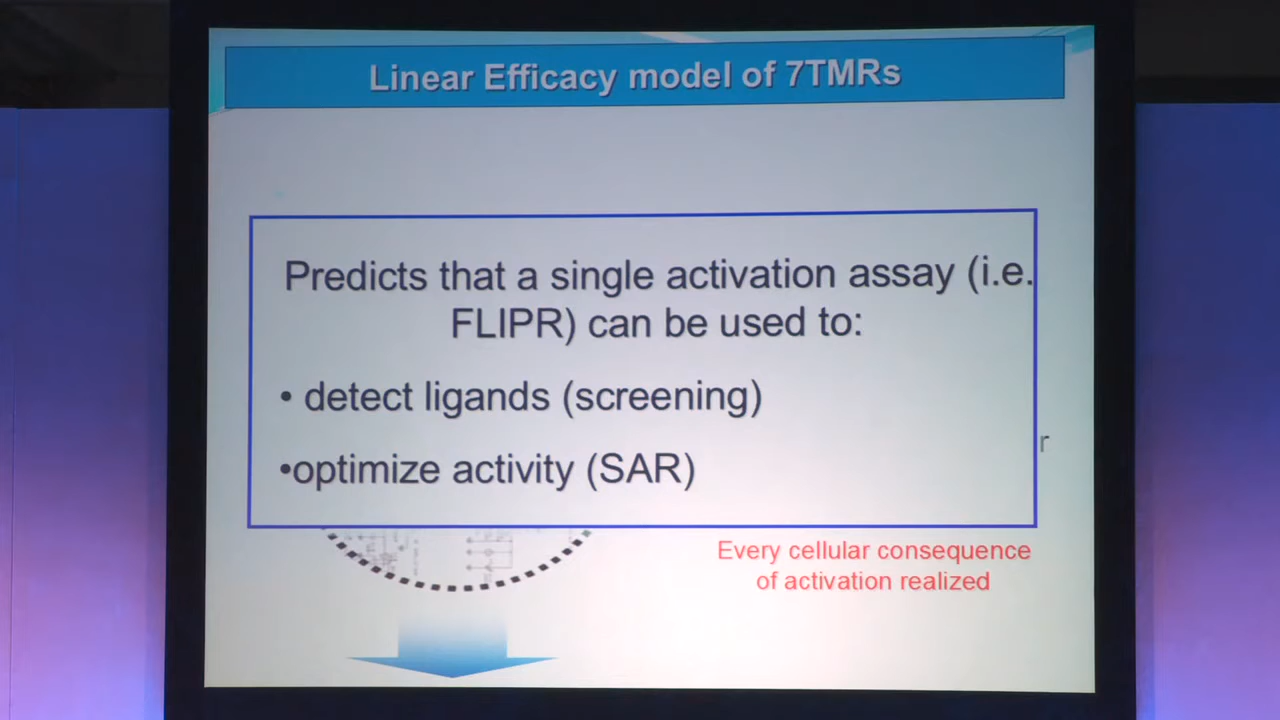 Linear Efficacy model of 7TMRs
Predicts that a single activation assay (i.e.
FLIPR) can be used to:
• detect ligands (screening)
r
•optimize activity (SAR)
Every cellular consequence
of activation realized